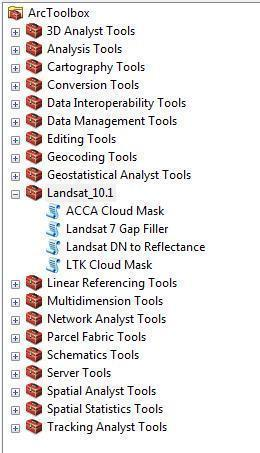 ArcToolbox
3D Analyst Tools
Analysis Tools
Cartography Tools
Conversion Tools
Data Interoperability Tools
Data Management Tools
Editing Tools
Geocoding Tools
Geostatistical Analyst Tools
Landsat_10.1
ACCA Cloud Mask
Landsat 7 Gap Filler
Landsat DN to Reflectance
LTK Cloud Mask
Linear Referencing Tools
Multidimension Tools
Network Analyst Tools
Parcel Fabric Tools
Schematics Tools
Server Tools
Spatial Analyst Tools
Spatial Statistics Tools
Tracking Analyst Tools